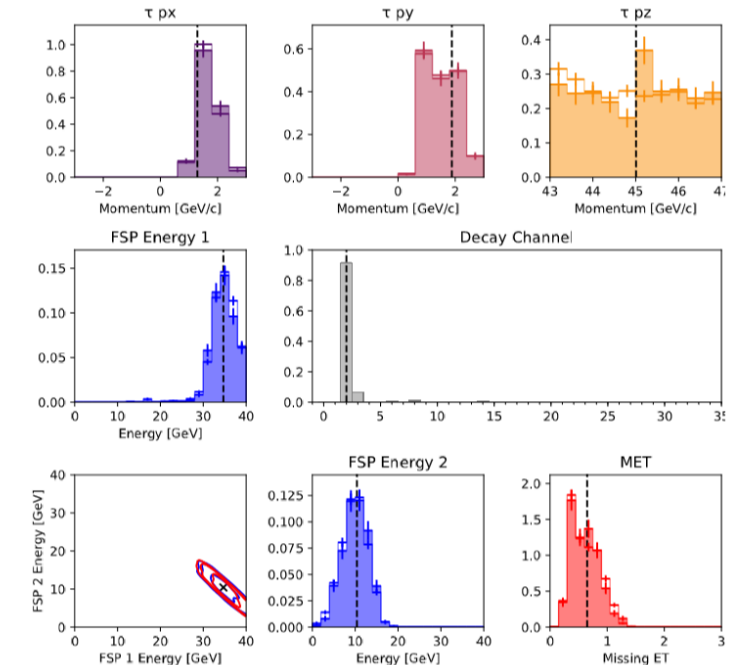 τ px
τ py
τ pz
1.0
0.8
0.6
0.4
0.2
0.0
−2 0 2
Momentum [GeV/c]
0.6
0.4
0.2
0.0
−2 0 2
Momentum [GeV/c]
0.4
0.3
0.2
0.1
0.0
43 44 45 46 47
Momentum [GeV/c]
FSP Energy 1
0.15
0.10
0.05
0.00
0 10 20 30 40
Energy [GeV]
Decay Channel
1.0
0.8
0.6
0.4
0.2
0.0
0 5 10 15 20 25 30 35
40
30
20
10
0
FSP 2 Energy [GeV]
0 10 20 30 40
FSP 1 Energy [GeV]
FSP Energy 2
0.125
0.100
0.075
0.050
0.025
0.000
0 10 20 30 40
Energy [GeV]
MET
2.0
1.5
1.0
0.5
0.0
0 1 2 3
Missing ET